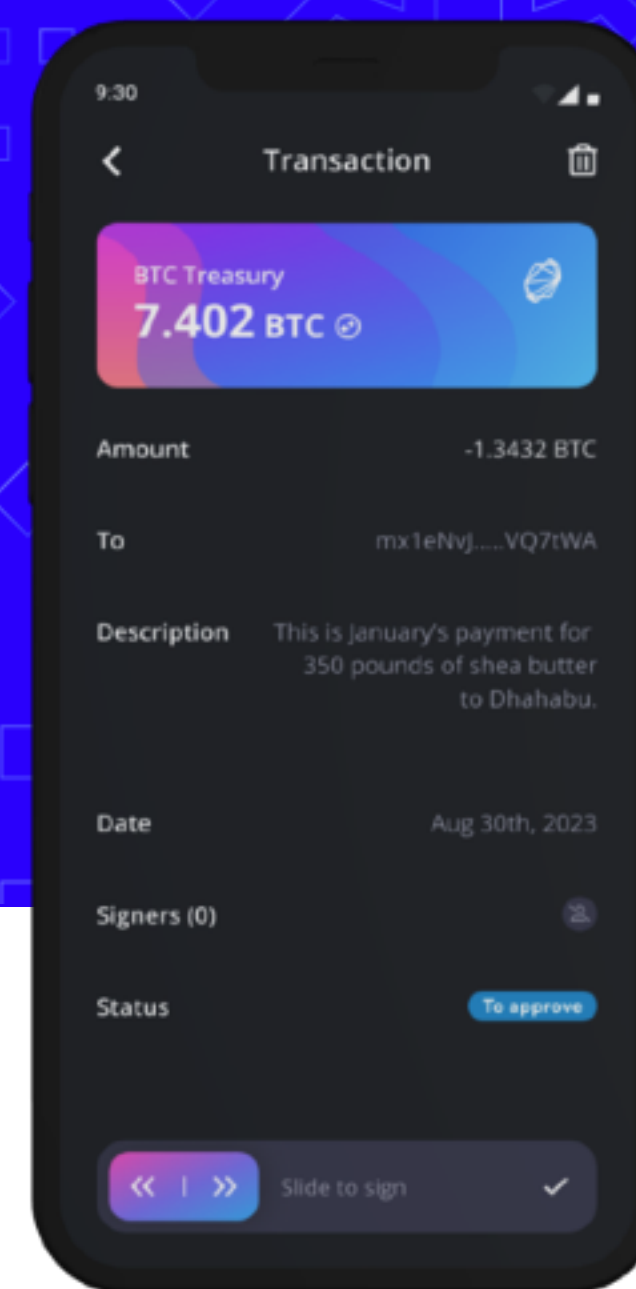 9:30
Transaction
BTC Treasury
7.402 BTC
Amount
-1.3432 BTC
To
mx1eNvJ.....VQ7tWA
Description
This is January's payment for
350 pounds of shea butter
to Dhahabu.
Date
Aug 30th, 2023
Signers (0)
Status
To approve
Slide to sign